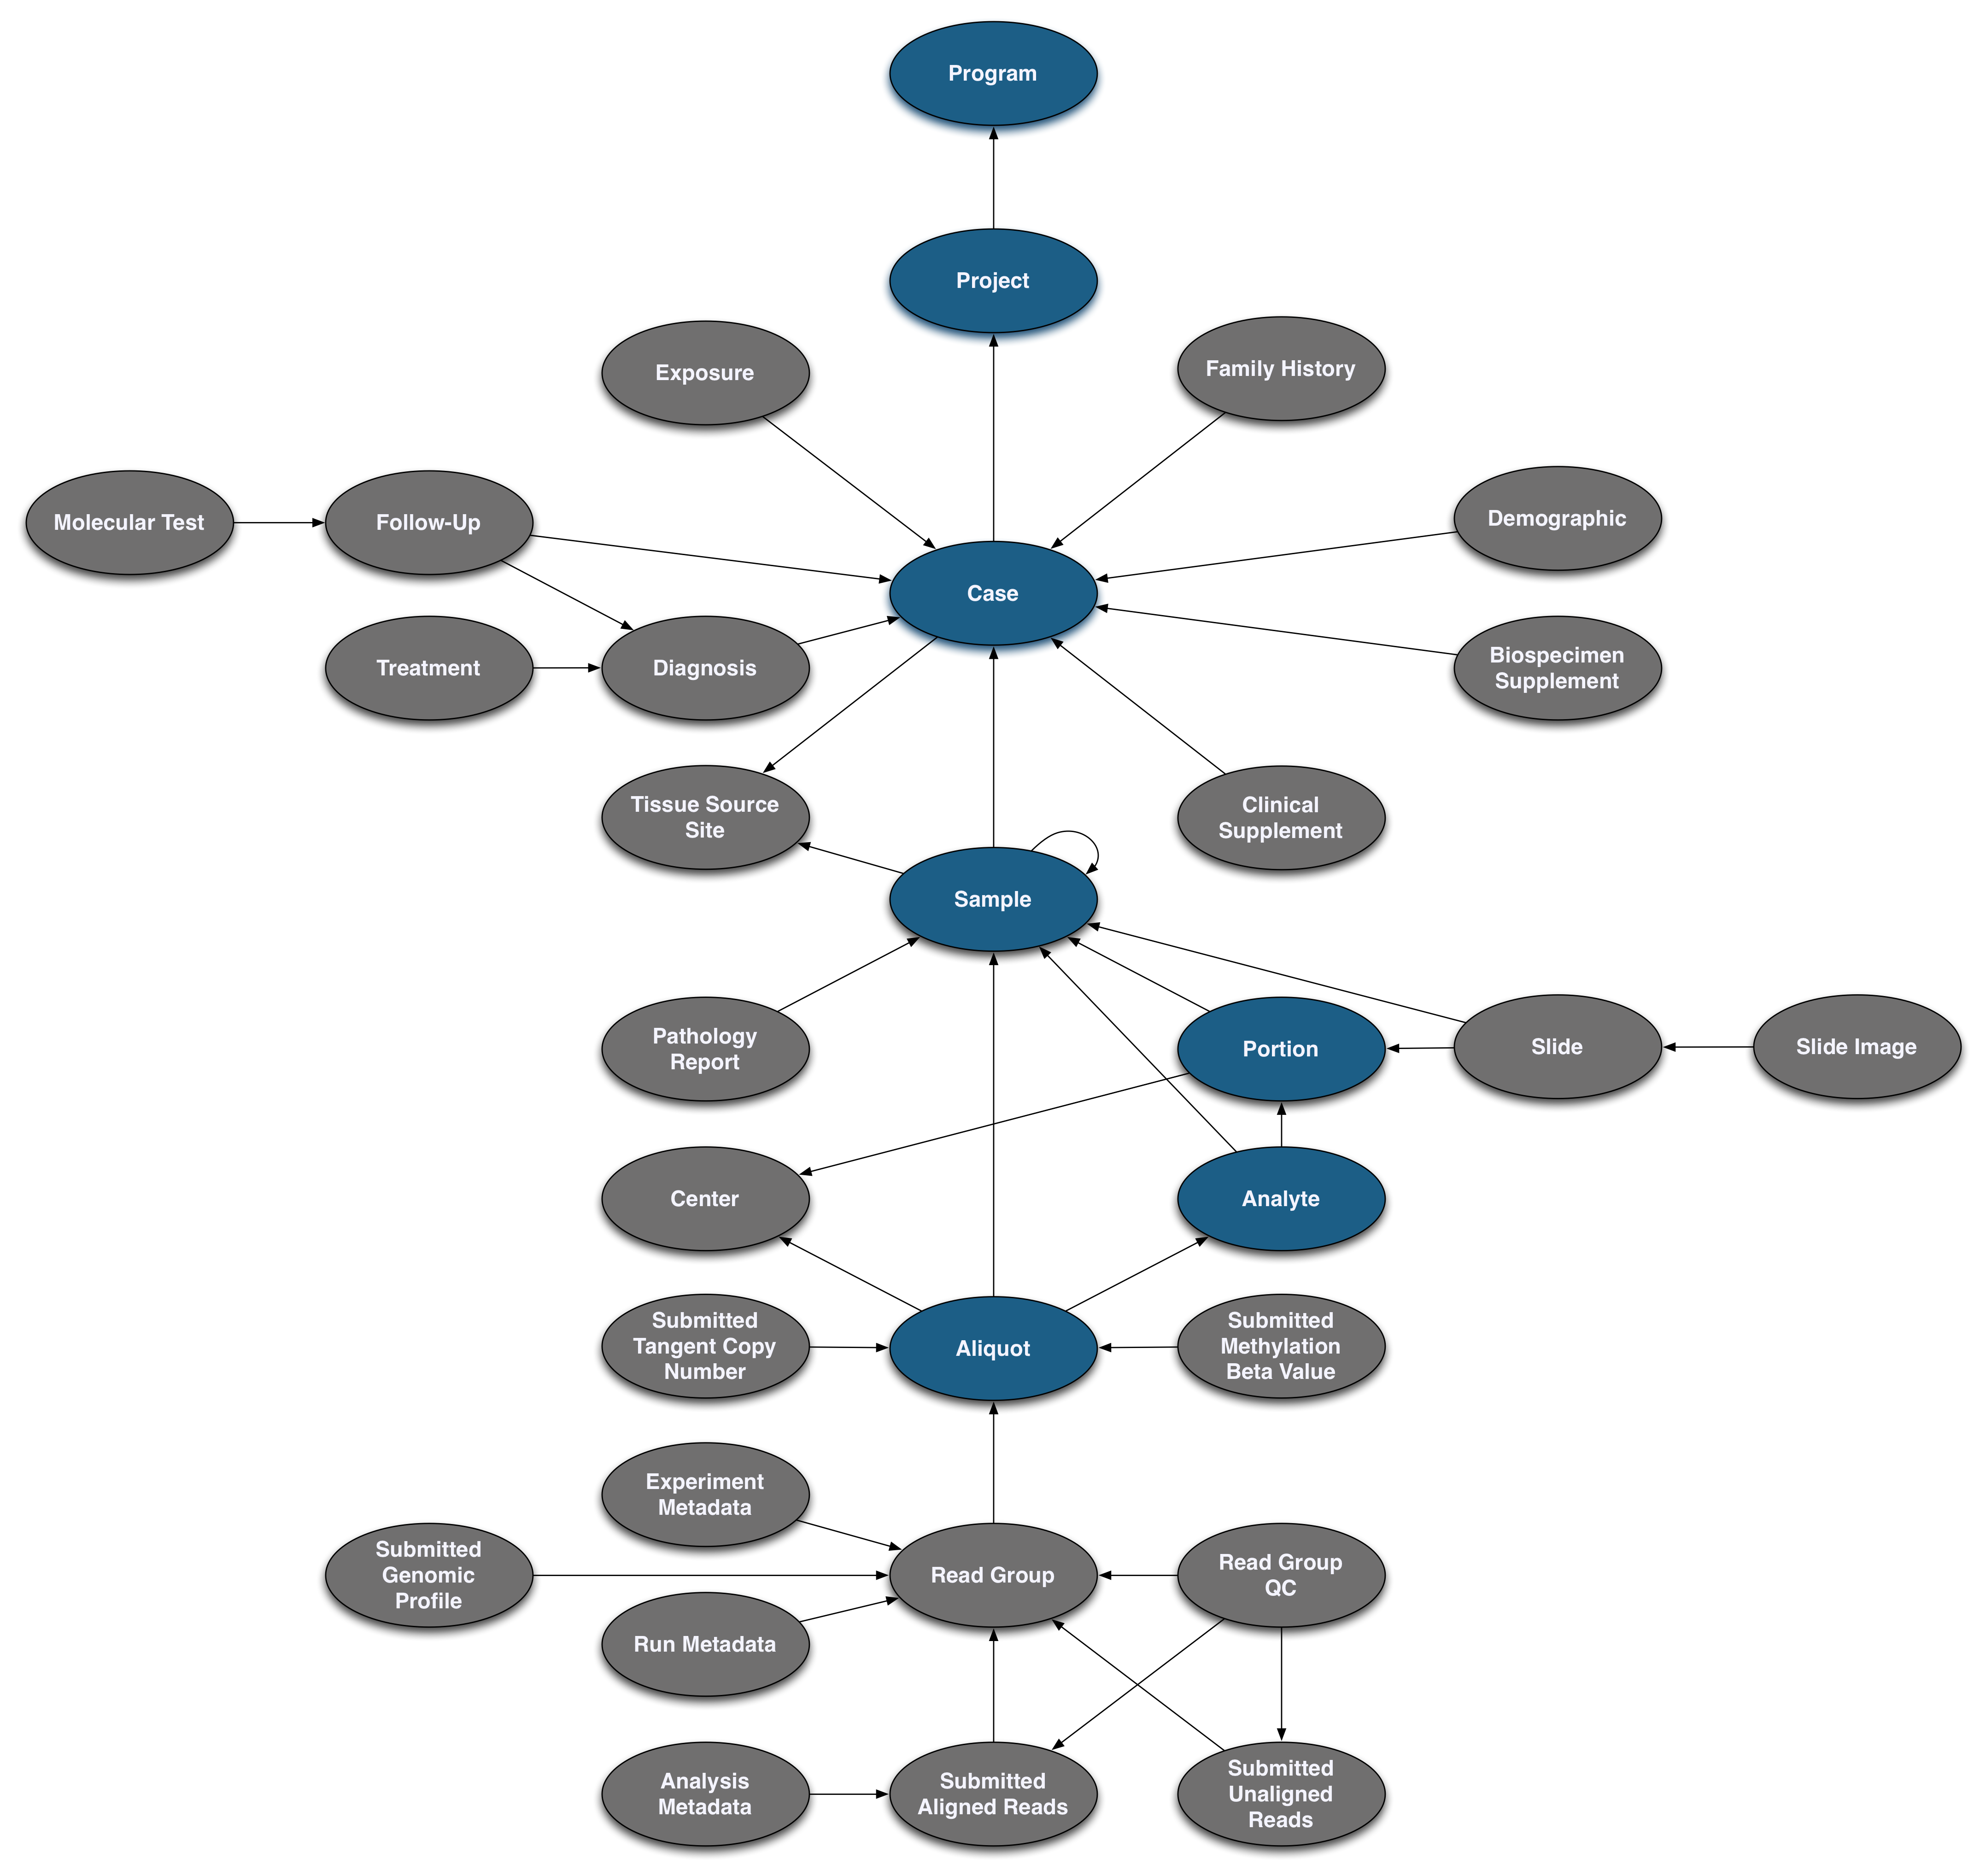 Program
Project
Exposure
Family History
Molecular Test
Follow-Up
Demographic
Case
Treatment
Diagnosis
Biospecimen
Supplement
Tissue Source
Site
Clinical
Supplement
Sample
Pathology
Report
Portion
Slide
Slide Image
Center
Analyte
Submitted
Tangent Copy
Number
Aliquot
Submitted
Methylation
Beta Value
Experiment
Metadata
Submitted
Genomic
Profile
Read Group
Read Group
QC
Run Metadata
Analysis
Metadata
Submitted
Aligned Reads
Submitted
Unaligned
Reads